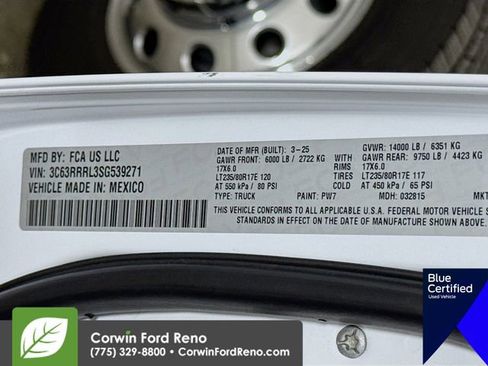 MFD BY: FCA US LLC
VIN: 3C63RRRL3SG539271
VEHICLE MADE IN: MEXICO
DATE OF MFR (BUILT): 3-25
GAWR FRONT: 6000 LB / 2722 KG
17X6.0
LT235/80R17E 120
AT 550 kPa / 80 PSI
TYPE: TRUCK PAINT: PW7
GVWR: 14000 LB / 6351 KG
WITH GAWR REAR: 9750 LB / 4423 KG
RIMS 17X6.0
TIRES LT235/80R17E 117
COLD AT 450 kPa / 65 PSI
MDH: 032815 MKT
THIS VEHICLE CONFORMS TO ALL APPLICABLE U.S.A. FEDERAL MOTOR VEHICLE
IN EFFECT ON THE DATE OF MANUFACTURE SHOWN ABOVE.
Blue
Certified
Used Vehicle
Corwin Ford Reno
(775) 329-8800 • CorwinFordReno.com